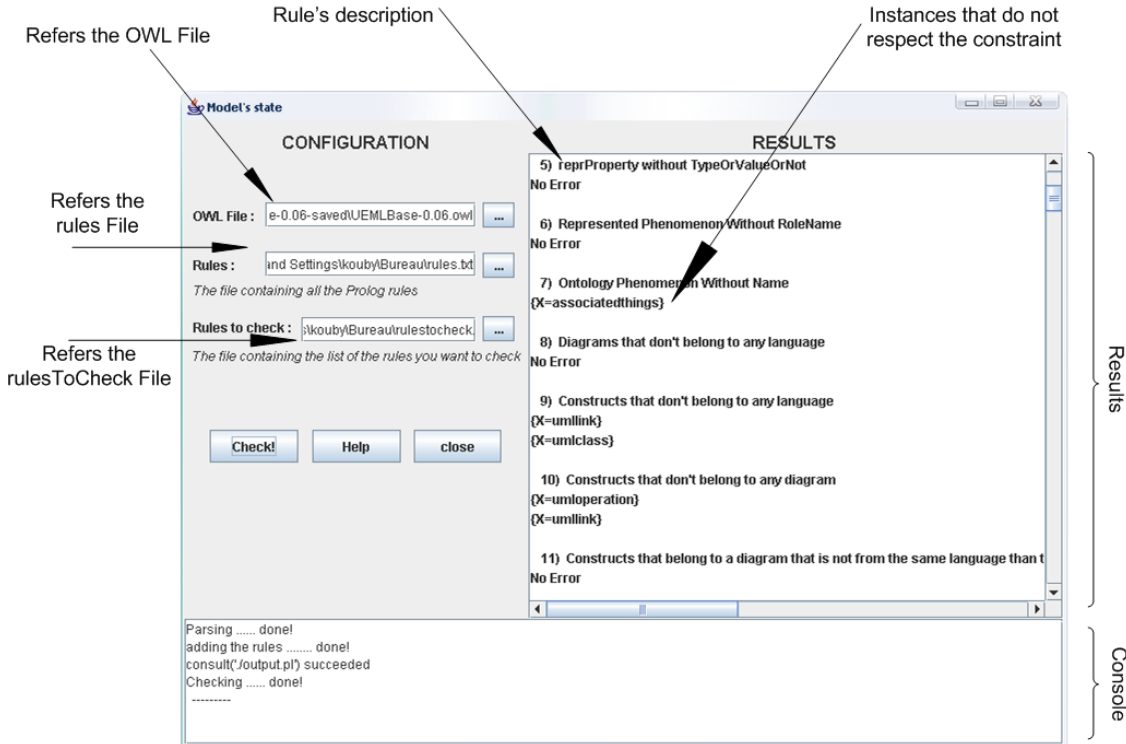 Rule's description
Instances that do not
respect the constraint
Refers the OWL File
Model's state
CONFIGURATION
RESULTS
Refers the
rules File
OWL File :
e-0.06-saved\UEMLBase-0.06.owl
...
Rules :
and Settings\kouby\Bureau\rules.txt
...
The file containing all the Prolog rules
Rules to check :
s\kouby\Bureau\rulestocheck.
...
The file containing the list of the rules you want to check
Refers the
rulesToCheck File
Check!
Help
close
5) reprProperty without TypeOrValueOrNot
No Error
6) Represented Phenomenon Without RoleName
No Error
7) Ontology Phenomenon Without Name
{X=associatedthings}
8) Diagrams that don't belong to any language
No Error
9) Constructs that don't belong to any language
{X=umllink}
{X=umlclass}
10) Constructs that don't belong to any diagram
{X=umloperation}
{X=umllink}
11) Constructs that belong to a diagram that is not from the same language than t
No Error
Results
Parsing ...... done!
adding the rules ........ done!
consult('./output.pl') succeeded
Checking ...... done!
---------
Console